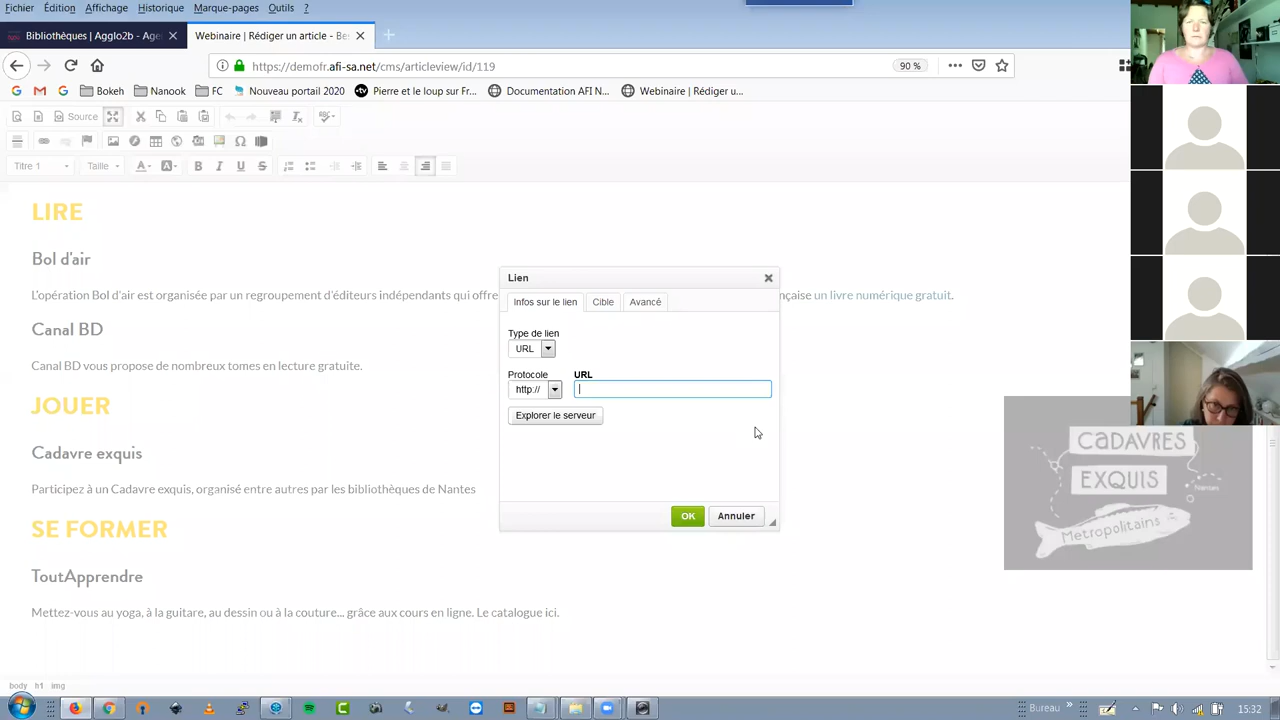 Fichier Édition Affichage Historique Marque-pages Outils ?
Bibliothèques | Agglo2b - Age
Webinaire | Rédiger un article - Be
https://demofr.afi-sa.net/cms/articleview/id/119
90 %
Bokeh
Nanook
FC
Nouveau portail 2020
Pierre et le loup sur Fr...
Documentation AFI N...
Webinaire | Rédiger u...
Source
Titre 1
Taille
LIRE
Bol d'air
L'opération Bol d'air est organisée par un regroupement d'éditeurs indépendants qui offre
nçaise un livre numérique gratuit.
Canal BD
Canal BD vous propose de nombreux tomes en lecture gratuite.
JOUER
Cadavre exquis
Participez à un Cadavre exquis, organisé entre autres par les bibliothèques de Nantes
SE FORMER
ToutApprendre
Mettez-vous au yoga, à la guitare, au dessin ou à la couture... grâce aux cours en ligne. Le catalogue ici.
Lien
Infos sur le lien
Cible
Avancé
Type de lien
URL
Protocole
URL
http://
Explorer le serveur
OK
Annuler
CADAVRES
EXQUIS
Nantes
Metropolitains
body h1 img
Bureau
15:32